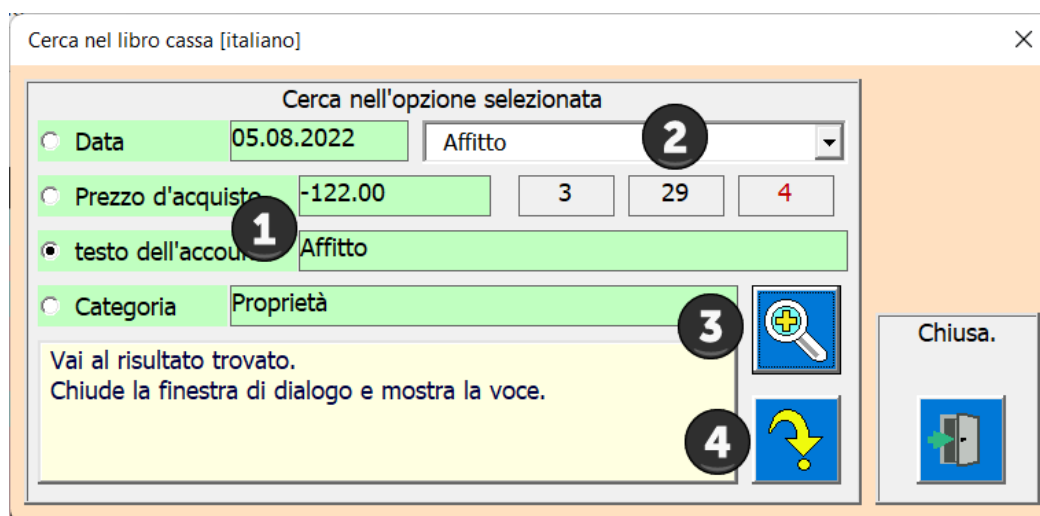 Cerca nel libro cassa [italiano]
Cerca nell'opzione selezionata
Data 05.08.2022 Affitto 2
Prezzo d'acquisto -122.00 3 29 4
1
testo dell'accou Affitto
Categoria Proprietà
3
Vai al risultato trovato.
Chiude la finestra di dialogo e mostra la voce.
4
Chiusa.